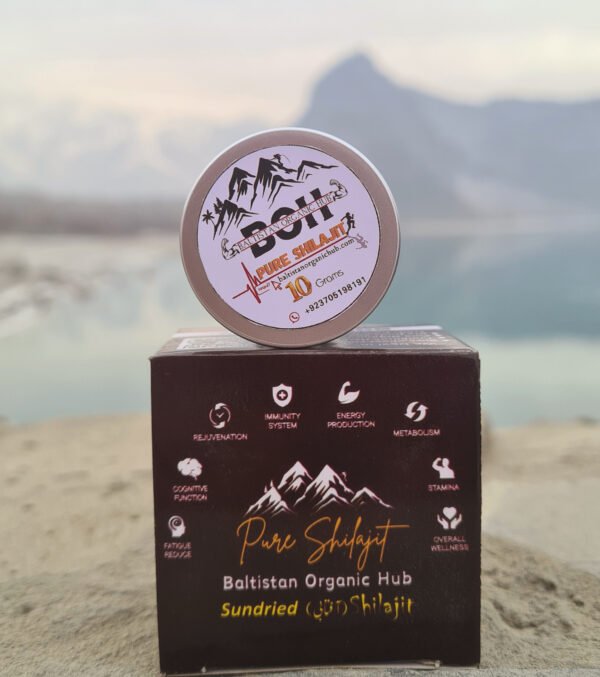 BOH
BALTISTAN ORGANIC HUB
PURE SHILAJIT
baltistanorganichub.com
10 Grams
+923705198191
REJUVENATION
IMMUNITY
SYSTEM
ENERGY
PRODUCTION
METABOLISM
COGNITIVE
FUNCTION
STAMINA
FATIGUE
REDUCE
OVERALL
WELLNESS
Pure Shilajit
Baltistan Organic Hub
Sundried (آفتابی) Shilajit